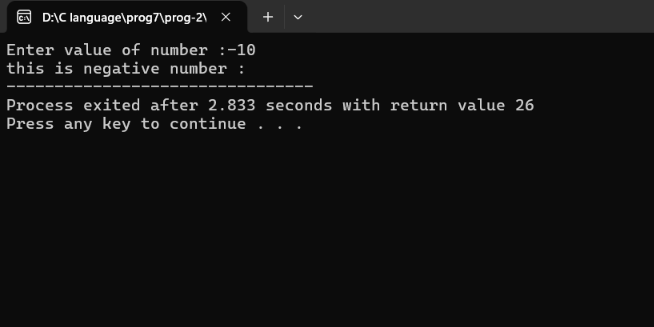 D:\C language\prog7\prog-2\
Enter value of number :-10
this is negative number :
--------------------------------
Process exited after 2.833 seconds with return value 26
Press any key to continue . . .